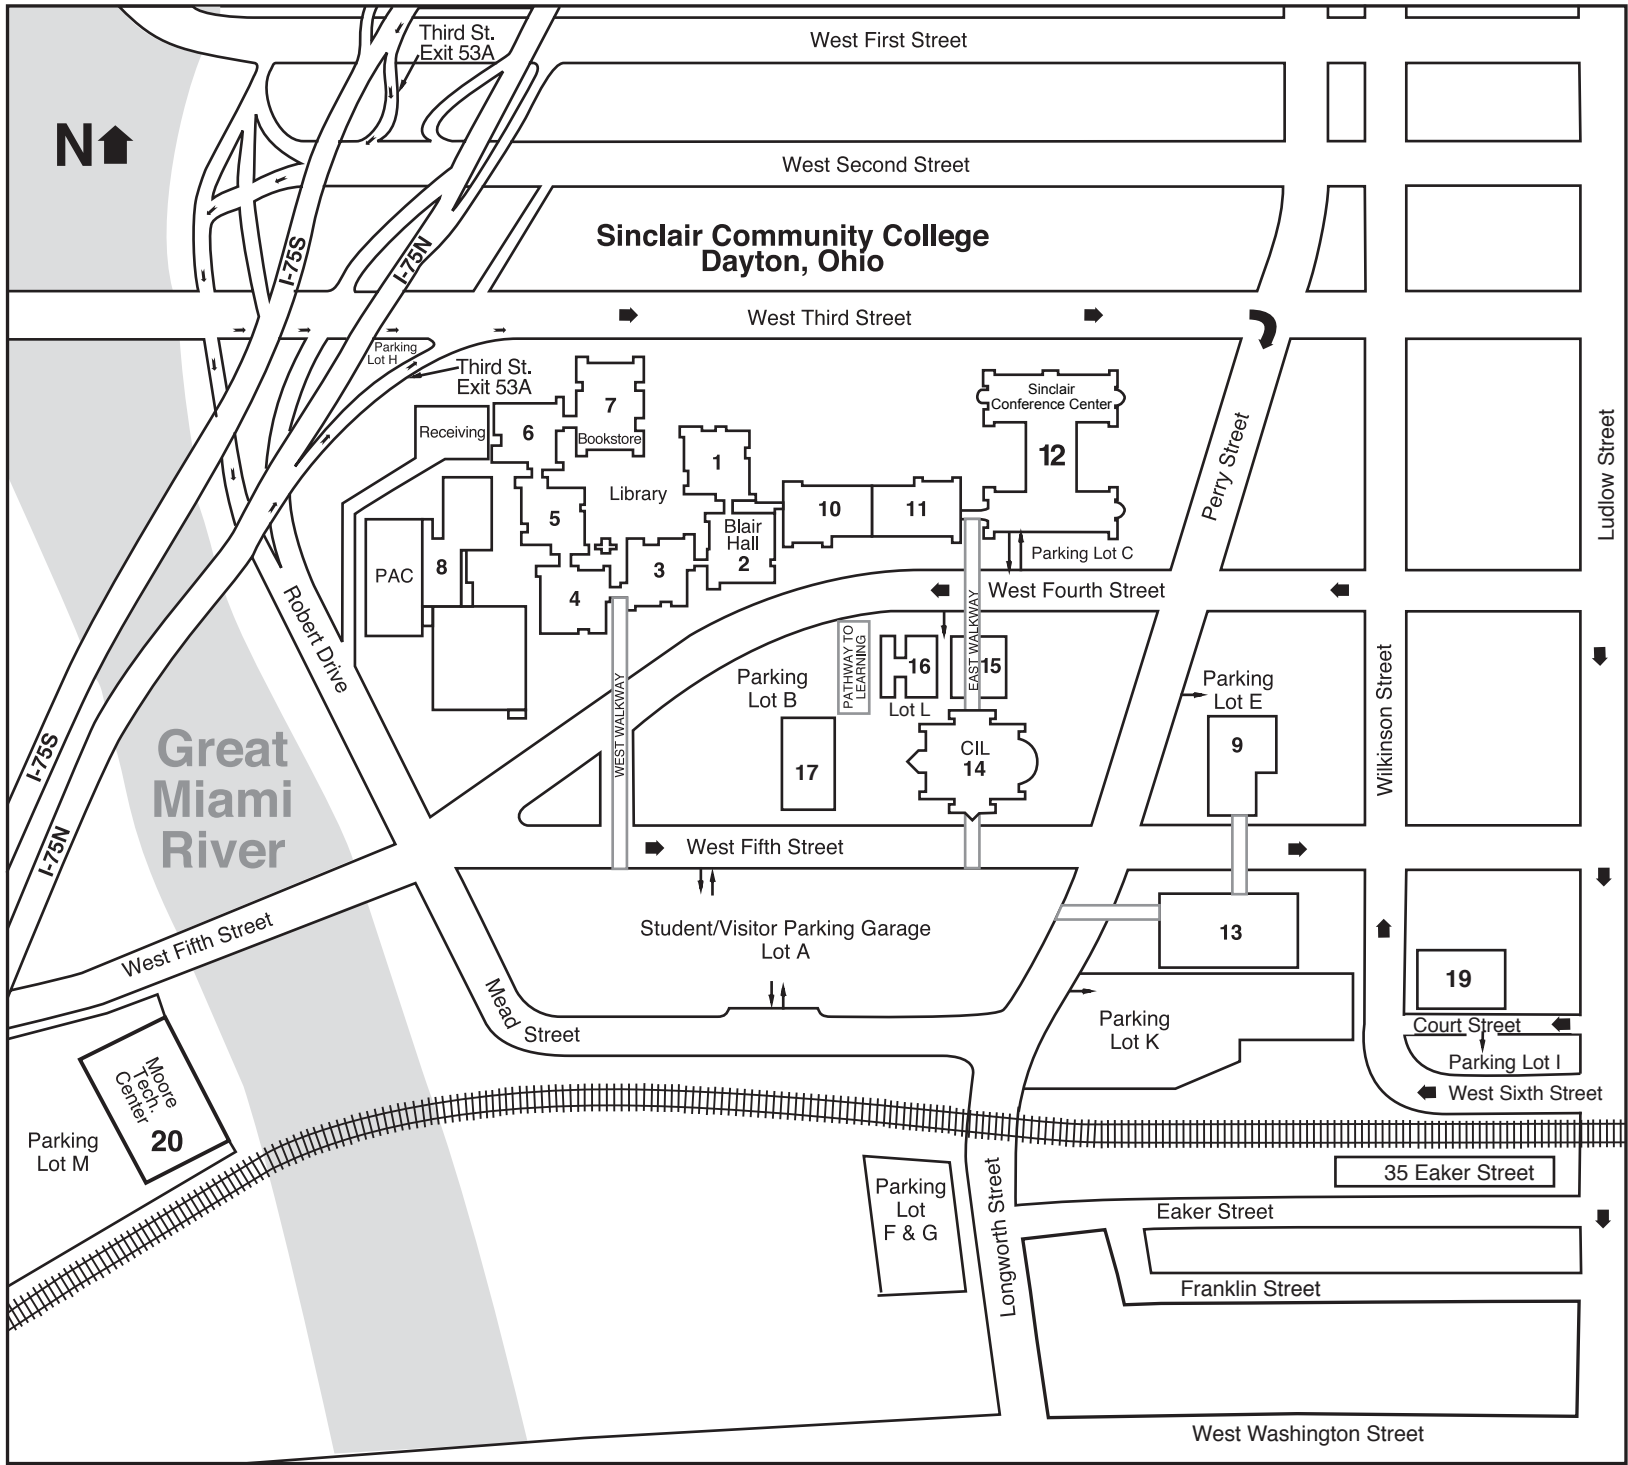 Third St.
Exit 53A
West First Street
N
West Second Street
Sinclair Community College
Dayton, Ohio
I-75S
I-75N
West Third Street
Parking
Lot H
Third St.
Exit 53A
7
Bookstore
6
Receiving
Sinclair
Conference Center
12
1
Library
5
10
11
Blair
Hall
2
3
4
PAC
8
Parking Lot C
Perry Street
Ludlow Street
West Fourth Street
Robert Drive
WEST WALKWAY
EAST WALKWAY
PATHWAY TO
LEARNING
16
15
Lot L
Parking
Lot B
17
CIL
14
Parking
Lot E
9
Wilkinson Street
I-75S
I-75N
Great
Miami
River
West Fifth Street
West Fifth Street
Student/Visitor Parking Garage
Lot A
13
19
Mead Street
Parking
Lot K
Court Street
Parking Lot I
West Sixth Street
Moore
Tech.
Center
20
Parking
Lot M
35 Eaker Street
Parking
Lot
F & G
Longworth Street
Eaker Street
Franklin Street
West Washington Street